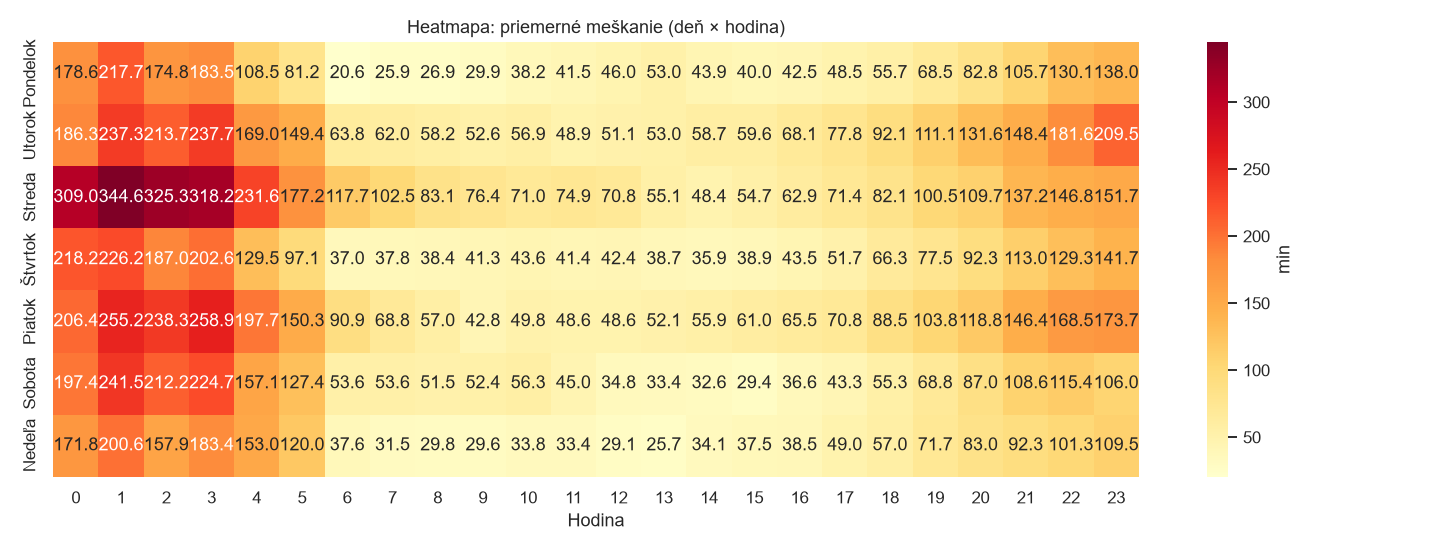 Heatmapa: priemerné meškanie (deň × hodina)
Pondelok 178.6 217.7 174.8 183.5 108.5 81.2 20.6 25.9 26.9 29.9 38.2 41.5 46.0 53.0 43.9 40.0 42.5 48.5 55.7 68.5 82.8 105.7 130.1 138.0
Utorok 186.3 237.3 213.7 237.7 169.0 149.4 63.8 62.0 58.2 52.6 56.9 48.9 51.1 53.0 58.7 59.6 68.1 77.8 92.1 111.1 131.6 148.4 181.6 209.5
Streda 309.0 344.6 325.3 318.2 231.6 177.2 117.7 102.5 83.1 76.4 71.0 74.9 70.8 55.1 48.4 54.7 62.9 71.4 82.1 100.5 109.7 137.2 146.8 151.7
Štvrtok 218.2 226.2 187.0 202.6 129.5 97.1 37.0 37.8 38.4 41.3 43.6 41.4 42.4 38.7 35.9 38.9 43.5 51.7 66.3 77.5 92.3 113.0 129.3 141.7
Piatok 206.4 255.2 238.3 258.9 197.7 150.3 90.9 68.8 57.0 42.8 49.8 48.6 48.6 52.1 55.9 61.0 65.5 70.8 88.5 103.8 118.8 146.4 168.5 173.7
Sobota 197.4 241.5 212.2 224.7 157.1 127.4 53.6 53.6 51.5 52.4 56.3 45.0 34.8 33.4 32.6 29.4 36.6 43.3 55.3 68.8 87.0 108.6 115.4 106.0
Nedeľa 171.8 200.6 157.9 183.4 153.0 120.0 37.6 31.5 29.8 29.6 33.8 33.4 29.1 25.7 34.1 37.5 38.5 49.0 57.0 71.7 83.0 92.3 101.3 109.5
0 1 2 3 4 5 6 7 8 9 10 11 12 13 14 15 16 17 18 19 20 21 22 23
Hodina
300
250
200
150
100
50
min